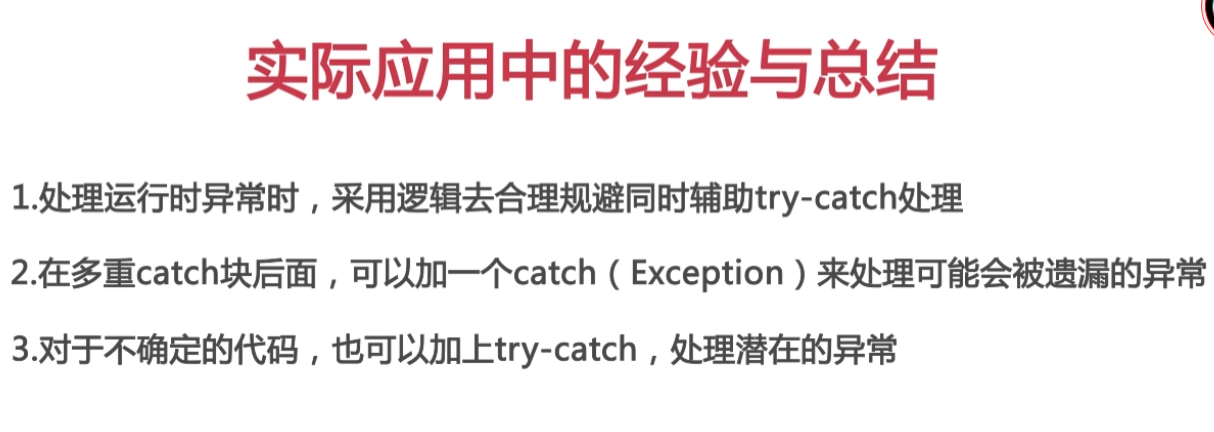 实际应用中的经验与总结
1.处理运行时异常时，采用逻辑去合理规避同时辅助try-catch处理
2.在多重catch块后面，可以加一个catch（Exception）来处理可能会被遗漏的异常
3.对于不确定的代码，也可以加上try-catch，处理潜在的异常